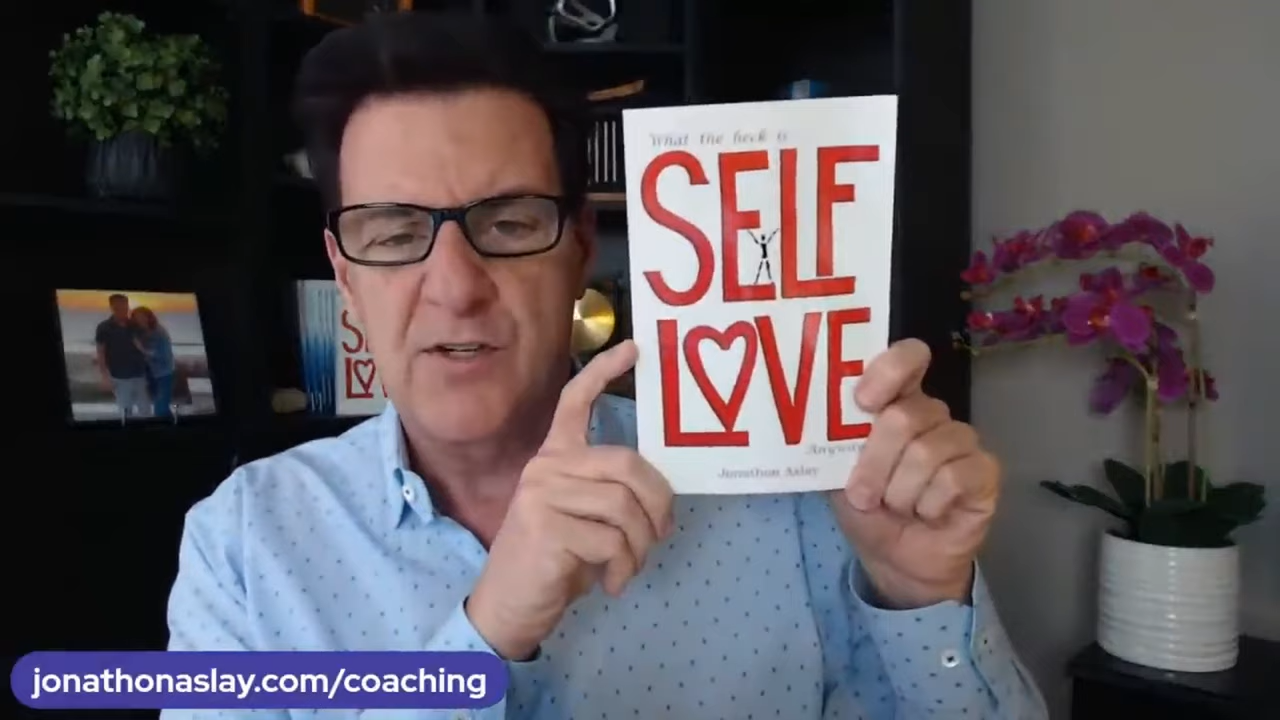 What the heck is
SELF
LOVE
Anyway
Jonathon Aslay
jonathonaslay.com/coaching